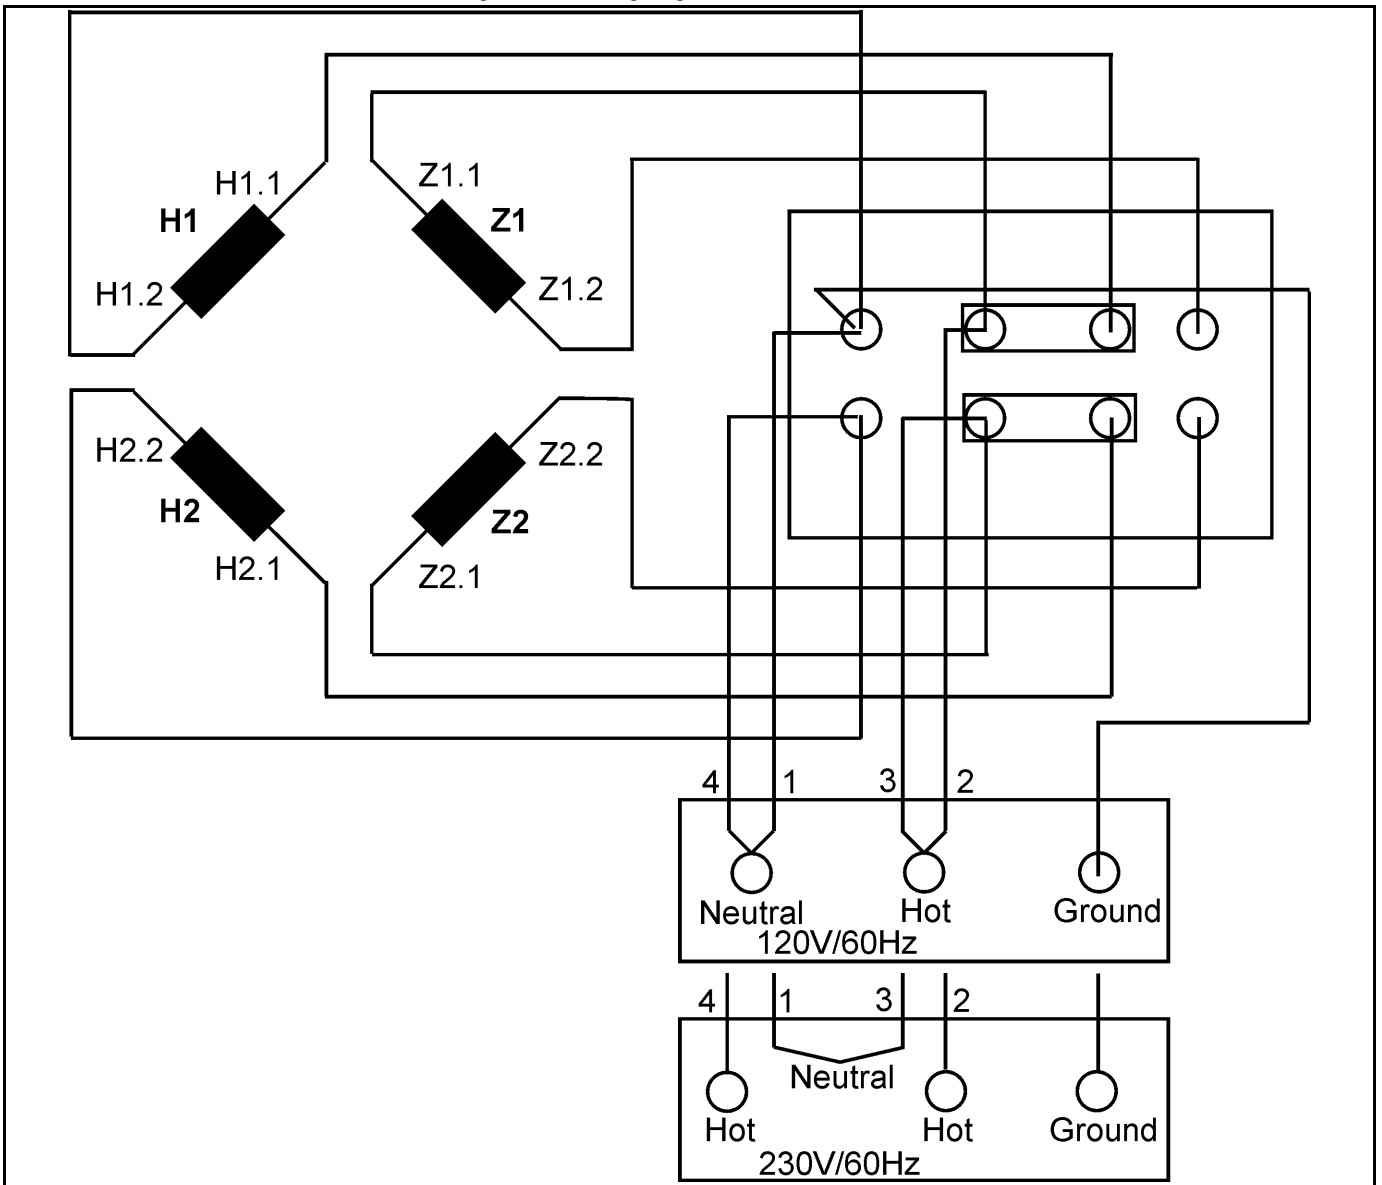 H1.1
Z1.1
H1
Z1
H1.2
Z1.2
H2.2
Z2.2
H2
Z2
H2.1
Z2.1
4 1 3 2
Neutral Hot Ground
120V/60Hz
4 1 3 2
Neutral
Hot Hot Ground
230V/60Hz